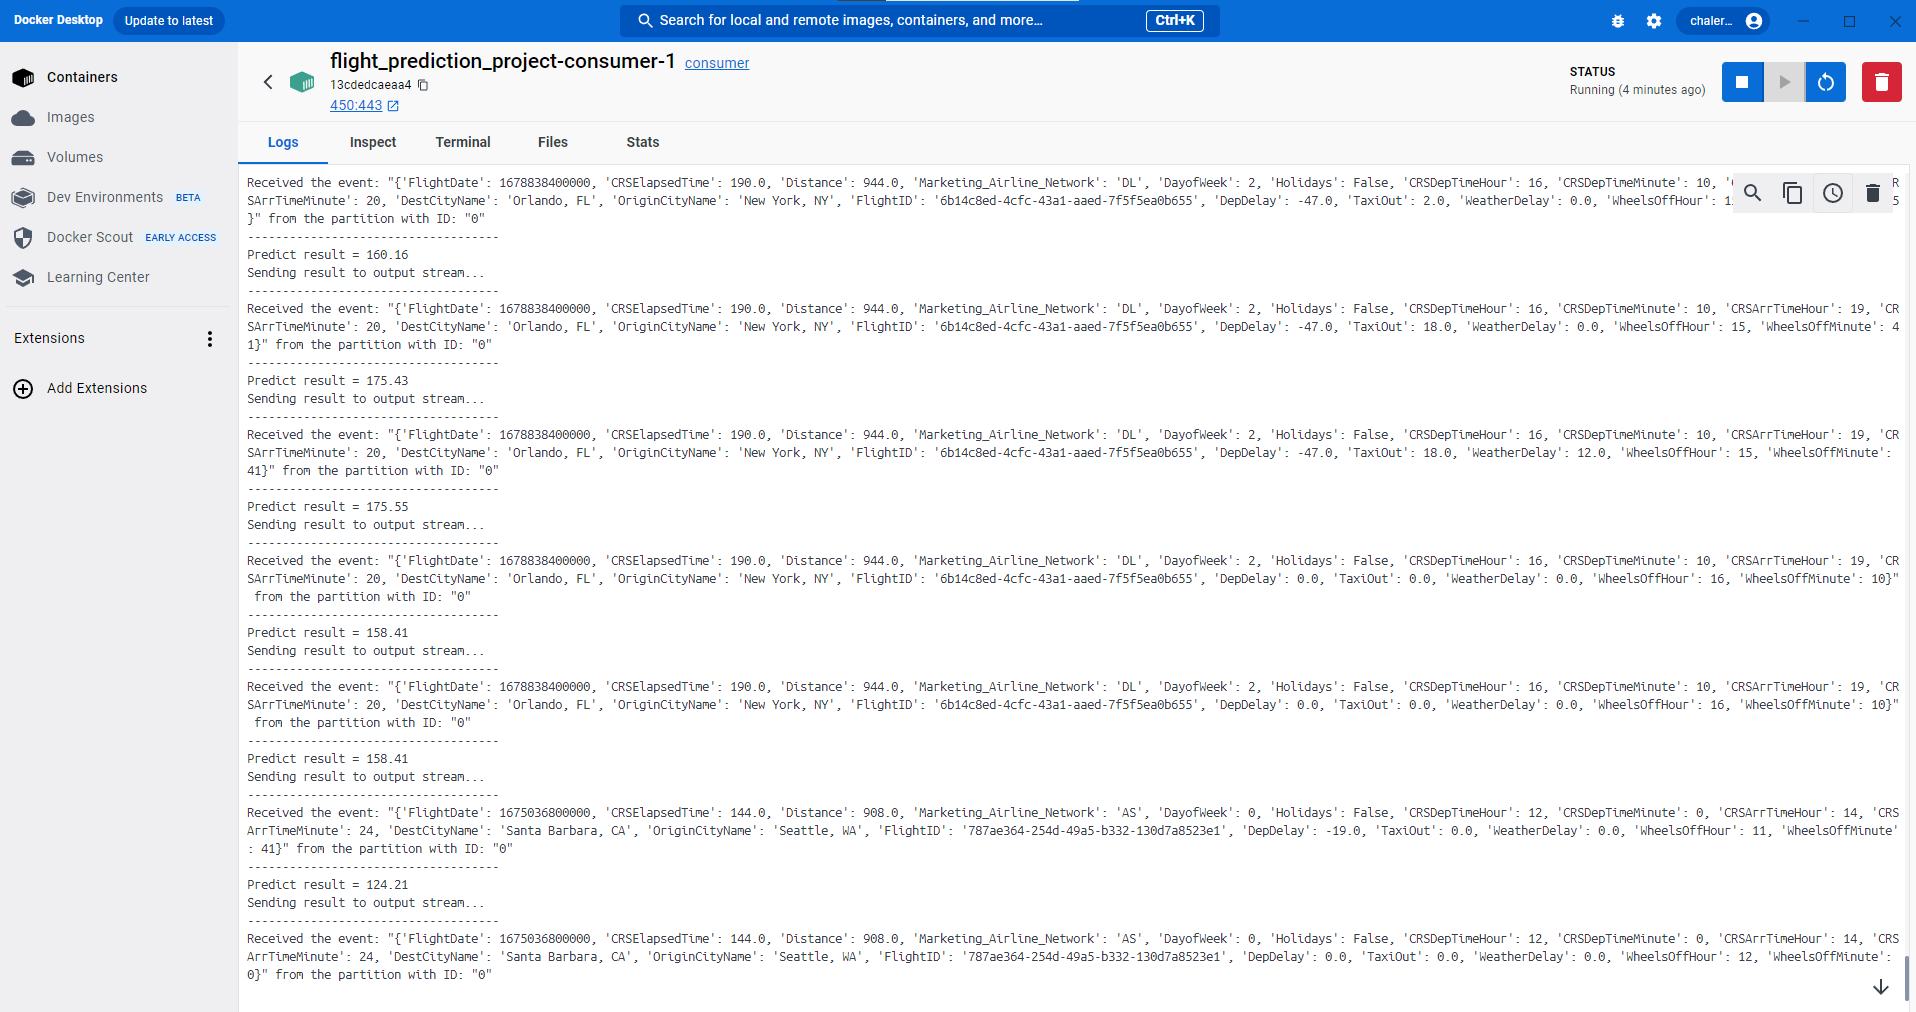 Docker Desktop
Update to latest
Search for local and remote images, containers, and more...
Ctrl+K
chaler...
Containers
Images
Volumes
Dev Environments BETA
Docker Scout EARLY ACCESS
Learning Center
Extensions
Add Extensions
flight_prediction_project-consumer-1 consumer
13cdedcaeaa4
450:443
STATUS
Running (4 minutes ago)
Logs Inspect Terminal Files Stats
Received the event: "{'FlightDate': 1678838400000, 'CRSElapsedTime': 190.0, 'Distance': 944.0, 'Marketing_Airline_Network': 'DL', 'DayofWeek': 2, 'Holidays': False, 'CRSDepTimeHour': 16, 'CRSDepTimeMinute': 10, R
SArrTimeMinute': 20, 'DestCityName': 'Orlando, FL', 'OriginCityName': 'New York, NY', 'FlightID': '6b14c8ed-4cfc-43a1-aaed-7f5f5ea0b655', 'DepDelay': -47.0, 'TaxiOut': 2.0, 'WeatherDelay': 0.0, 'WheelsOffHour': 5
}" from the partition with ID: "0"
------------------------------------
Predict result = 160.16
Sending result to output stream...
------------------------------------
Received the event: "{'FlightDate': 1678838400000, 'CRSElapsedTime': 190.0, 'Distance': 944.0, 'Marketing_Airline_Network': 'DL', 'DayofWeek': 2, 'Holidays': False, 'CRSDepTimeHour': 16, 'CRSDepTimeMinute': 10, 'CRSArrTimeHour': 19, 'CR
SArrTimeMinute': 20, 'DestCityName': 'Orlando, FL', 'OriginCityName': 'New York, NY', 'FlightID': '6b14c8ed-4cfc-43a1-aaed-7f5f5ea0b655', 'DepDelay': -47.0, 'TaxiOut': 18.0, 'WeatherDelay': 0.0, 'WheelsOffHour': 15, 'WheelsOffMinute': 4
1}" from the partition with ID: "0"
------------------------------------
Predict result = 175.43
Sending result to output stream...
------------------------------------
Received the event: "{'FlightDate': 1678838400000, 'CRSElapsedTime': 190.0, 'Distance': 944.0, 'Marketing_Airline_Network': 'DL', 'DayofWeek': 2, 'Holidays': False, 'CRSDepTimeHour': 16, 'CRSDepTimeMinute': 10, 'CRSArrTimeHour': 19, 'CR
SArrTimeMinute': 20, 'DestCityName': 'Orlando, FL', 'OriginCityName': 'New York, NY', 'FlightID': '6b14c8ed-4cfc-43a1-aaed-7f5f5ea0b655', 'DepDelay': -47.0, 'TaxiOut': 18.0, 'WeatherDelay': 12.0, 'WheelsOffHour': 15, 'WheelsOffMinute':
41}" from the partition with ID: "0"
------------------------------------
Predict result = 175.55
Sending result to output stream...
------------------------------------
Received the event: "{'FlightDate': 1678838400000, 'CRSElapsedTime': 190.0, 'Distance': 944.0, 'Marketing_Airline_Network': 'DL', 'DayofWeek': 2, 'Holidays': False, 'CRSDepTimeHour': 16, 'CRSDepTimeMinute': 10, 'CRSArrTimeHour': 19, 'CR
SArrTimeMinute': 20, 'DestCityName': 'Orlando, FL', 'OriginCityName': 'New York, NY', 'FlightID': '6b14c8ed-4cfc-43a1-aaed-7f5f5ea0b655', 'DepDelay': 0.0, 'TaxiOut': 0.0, 'WeatherDelay': 0.0, 'WheelsOffHour': 16, 'WheelsOffMinute': 10}"
from the partition with ID: "0"
------------------------------------
Predict result = 158.41
Sending result to output stream...
------------------------------------
Received the event: "{'FlightDate': 1678838400000, 'CRSElapsedTime': 190.0, 'Distance': 944.0, 'Marketing_Airline_Network': 'DL', 'DayofWeek': 2, 'Holidays': False, 'CRSDepTimeHour': 16, 'CRSDepTimeMinute': 10, 'CRSArrTimeHour': 19, 'CR
SArrTimeMinute': 20, 'DestCityName': 'Orlando, FL', 'OriginCityName': 'New York, NY', 'FlightID': '6b14c8ed-4cfc-43a1-aaed-7f5f5ea0b655', 'DepDelay': 0.0, 'TaxiOut': 0.0, 'WeatherDelay': 0.0, 'WheelsOffHour': 16, 'WheelsOffMinute': 10}"
from the partition with ID: "0"
------------------------------------
Predict result = 158.41
Sending result to output stream...
------------------------------------
Received the event: "{'FlightDate': 1675036800000, 'CRSElapsedTime': 144.0, 'Distance': 908.0, 'Marketing_Airline_Network': 'AS', 'DayofWeek': 0, 'Holidays': False, 'CRSDepTimeHour': 12, 'CRSDepTimeMinute': 0, 'CRSArrTimeHour': 14, 'CRS
ArrTimeMinute': 24, 'DestCityName': 'Santa Barbara, CA', 'OriginCityName': 'Seattle, WA', 'FlightID': '787ae364-254d-49a5-b332-130d7a8523e1', 'DepDelay': -19.0, 'TaxiOut': 0.0, 'WeatherDelay': 0.0, 'WheelsOffHour': 11, 'WheelsOffMinute'
: 41}" from the partition with ID: "0"
------------------------------------
Predict result = 124.21
Sending result to output stream...
------------------------------------
Received the event: "{'FlightDate': 1675036800000, 'CRSElapsedTime': 144.0, 'Distance': 908.0, 'Marketing_Airline_Network': 'AS', 'DayofWeek': 0, 'Holidays': False, 'CRSDepTimeHour': 12, 'CRSDepTimeMinute': 0, 'CRSArrTimeHour': 14, 'CRS
ArrTimeMinute': 24, 'DestCityName': 'Santa Barbara, CA', 'OriginCityName': 'Seattle, WA', 'FlightID': '787ae364-254d-49a5-b332-130d7a8523e1', 'DepDelay': 0.0, 'TaxiOut': 0.0, 'WeatherDelay': 0.0, 'WheelsOffHour': 12, 'WheelsOffMinute':
0}" from the partition with ID: "0"